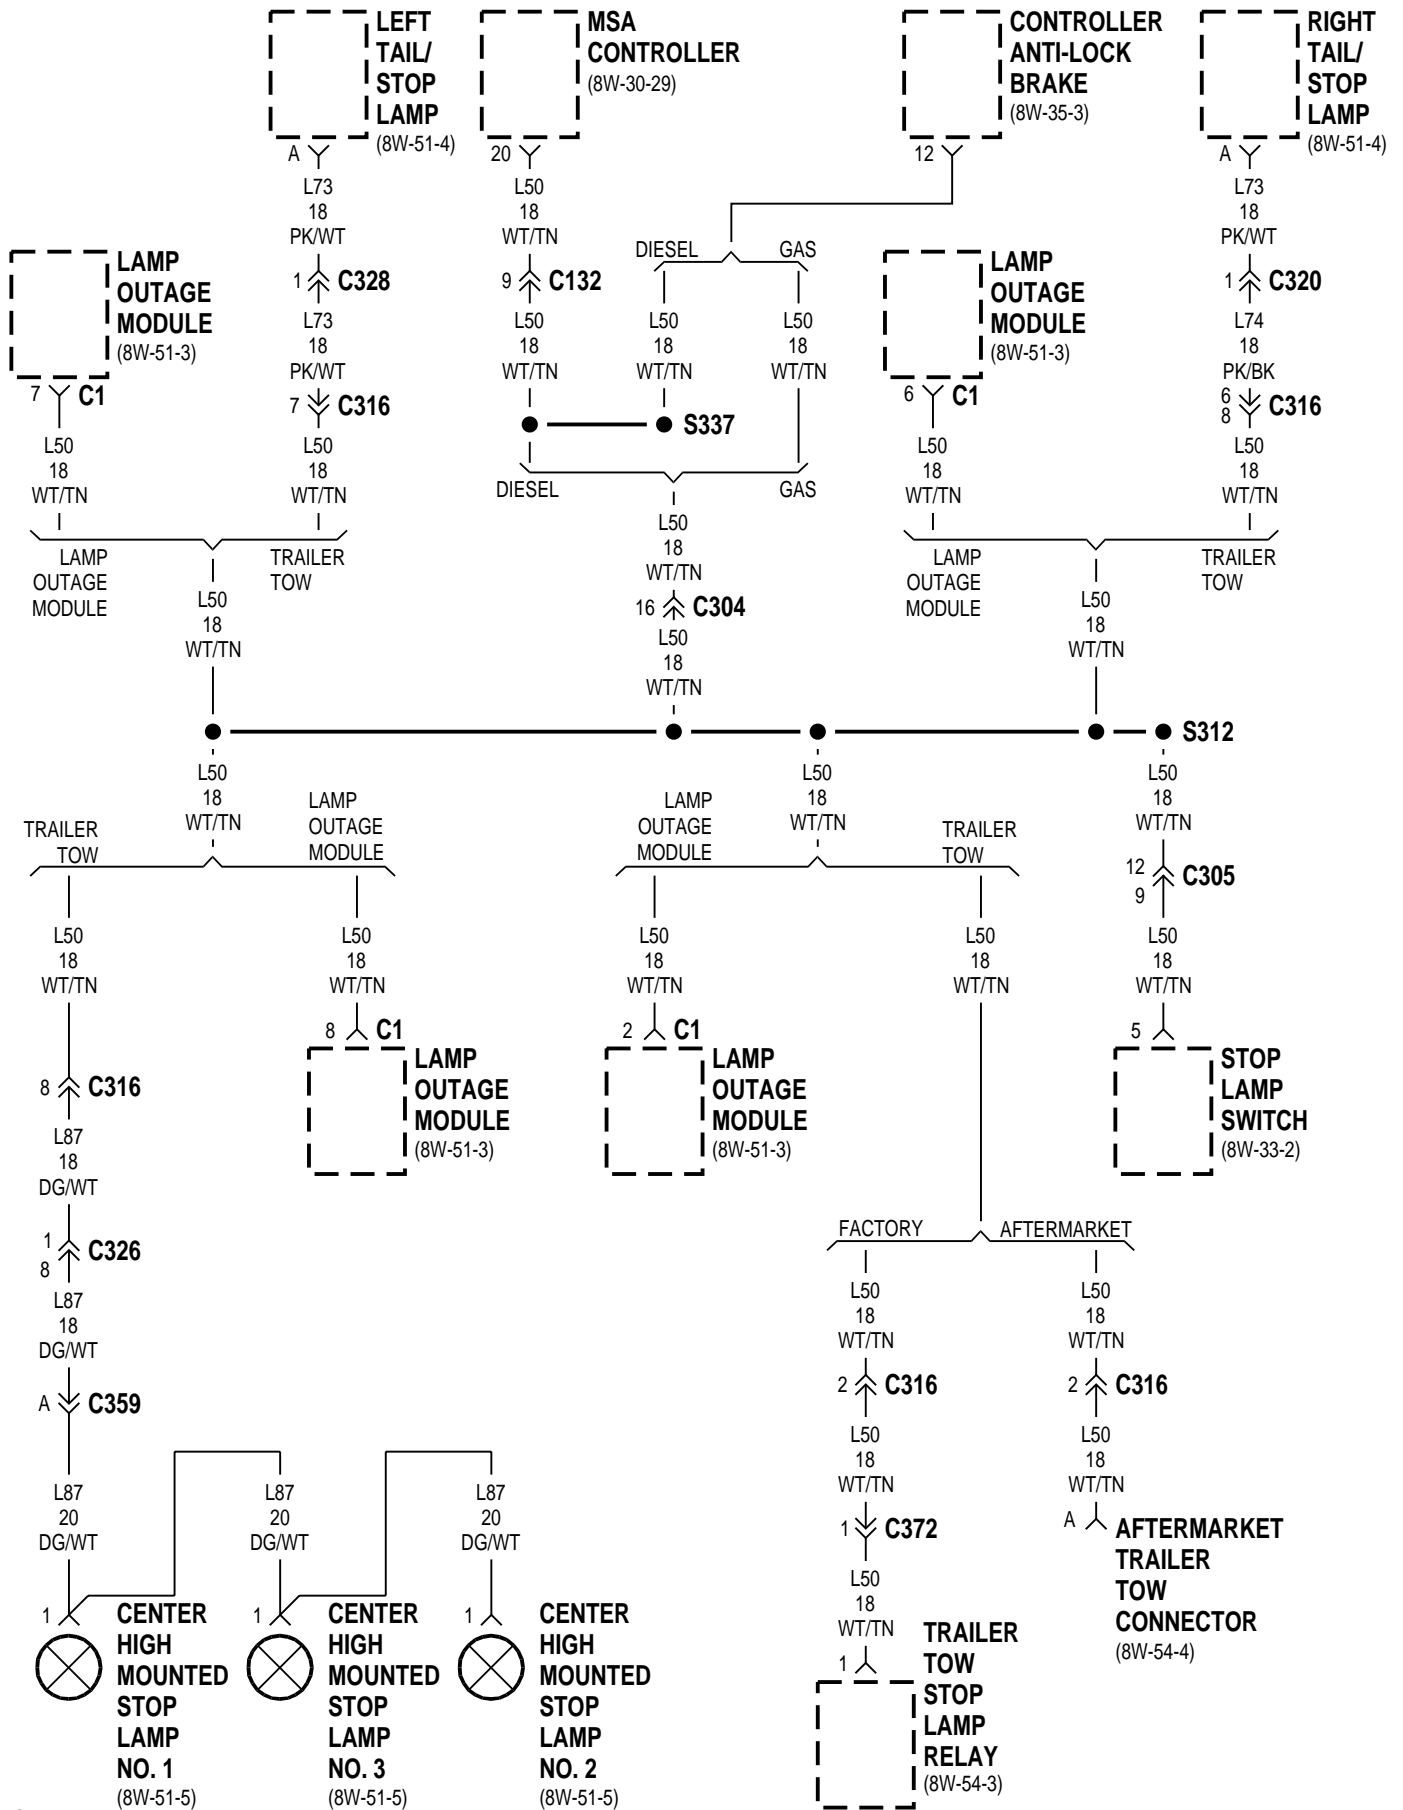 LEFT
TAIL/
STOP
LAMP
(8W-51-4)
MSA
CONTROLLER
(8W-30-29)
CONTROLLER
ANTI-LOCK
BRAKE
(8W-35-3)
RIGHT
TAIL/
STOP
LAMP
(8W-51-4)
A
20
12
A
L73
18
PK/WT
L50
18
WT/TN
L73
18
PK/WT
DIESEL
GAS
LAMP
OUTAGE
MODULE
(8W-51-3)
1 C328
9 C132
LAMP
OUTAGE
MODULE
(8W-51-3)
1 C320
L73
18
PK/WT
L50
18
WT/TN
L50
18
WT/TN
L50
18
WT/TN
L74
18
PK/BK
7 C1
7 C316
S337
6 C1
6
8
C316
L50
18
WT/TN
L50
18
WT/TN
DIESEL
GAS
L50
18
WT/TN
L50
18
WT/TN
LAMP
OUTAGE
MODULE
TRAILER
TOW
L50
18
WT/TN
L50
18
WT/TN
16 C304
L50
18
WT/TN
LAMP
OUTAGE
MODULE
TRAILER
TOW
L50
18
WT/TN
S312
L50
18
WT/TN
L50
18
WT/TN
L50
18
WT/TN
TRAILER
TOW
LAMP
OUTAGE
MODULE
LAMP
OUTAGE
MODULE
TRAILER
TOW
12
9
C305
L50
18
WT/TN
L50
18
WT/TN
L50
18
WT/TN
L50
18
WT/TN
L50
18
WT/TN
8 C1
LAMP
OUTAGE
MODULE
(8W-51-3)
2 C1
LAMP
OUTAGE
MODULE
(8W-51-3)
5
STOP
LAMP
SWITCH
(8W-33-2)
8 C316
L87
18
DG/WT
1
8
C326
L87
18
DG/WT
A C359
FACTORY
AFTERMARKET
L50
18
WT/TN
L50
18
WT/TN
2 C316
2 C316
L50
18
WT/TN
L50
18
WT/TN
L87
20
DG/WT
L87
20
DG/WT
L87
20
DG/WT
1 C372
A
AFTERMARKET
TRAILER
TOW
CONNECTOR
(8W-54-4)
L50
18
WT/TN
1
CENTER
HIGH
MOUNTED
STOP
LAMP
NO. 1
(8W-51-5)
1
CENTER
HIGH
MOUNTED
STOP
LAMP
NO. 3
(8W-51-5)
1
CENTER
HIGH
MOUNTED
STOP
LAMP
NO. 2
(8W-51-5)
1
TRAILER
TOW
STOP
LAMP
RELAY
(8W-54-3)